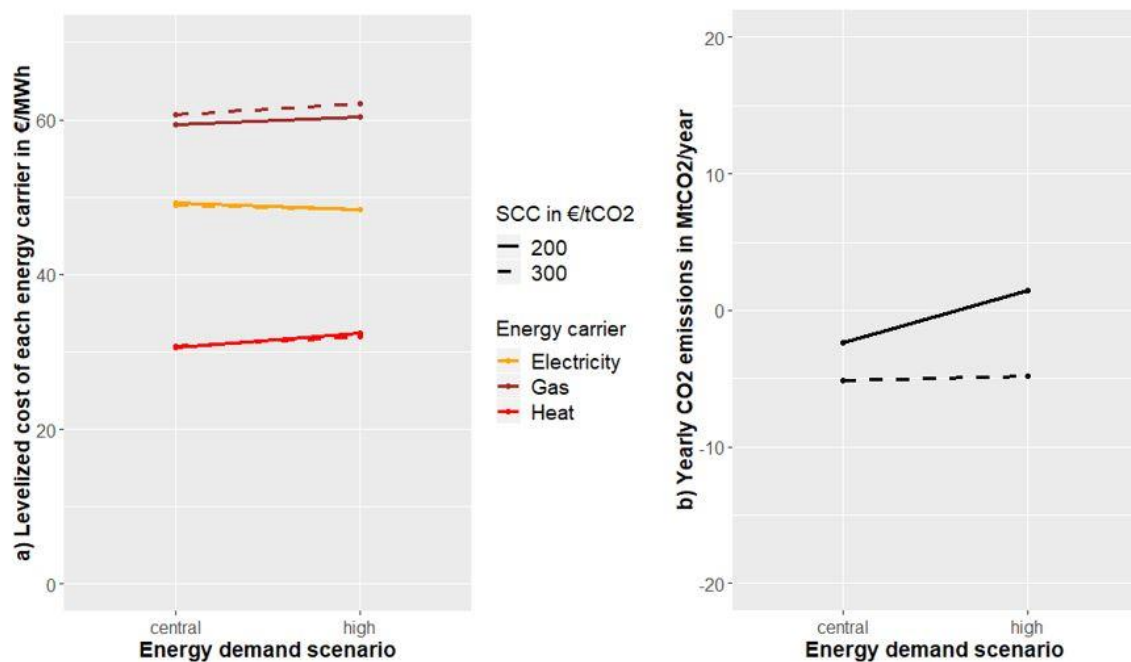 a) Levelized cost of each energy carrier in €/MWh
60
40
20
0
central high
Energy demand scenario
SCC in €/tCO2
200
300
Energy carrier
Electricity
Gas
Heat
b) Yearly CO2 emissions in MtCO2/year
20
10
0
-10
-20
central high
Energy demand scenario